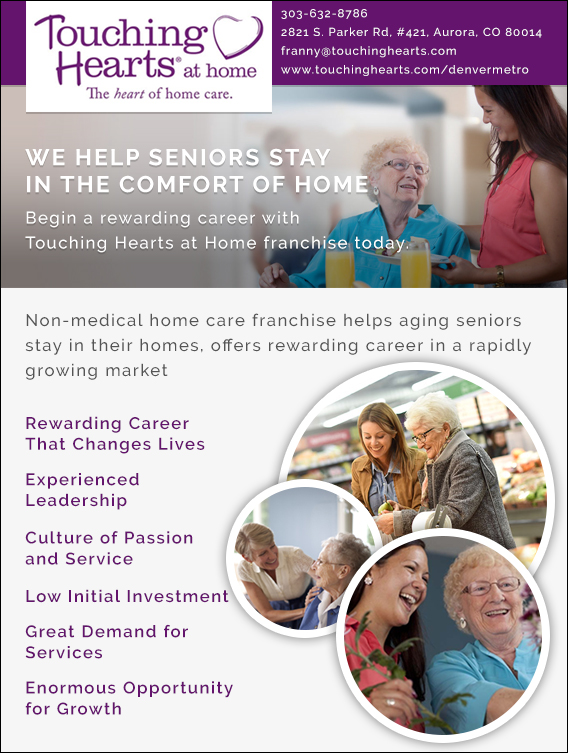 Touching
Hearts® at home
The heart of home care.
303-632-8786
2821 S. Parker Rd, #421, Aurora, CO 80014
franny@touchinghearts.com
www.touchinghearts.com/denvermetro
WE HELP SENIORS STAY
IN THE COMFORT OF HOME.
Begin a rewarding career with
Touching Hearts at Home franchise today.
Non-medical home care franchise helps aging seniors
stay in their homes, offers rewarding career in a rapidly
growing market
Rewarding Career
That Changes Lives
Experienced
Leadership
Culture of Passion
and Service
Low Initial Investment
Great Demand for
Services
Enormous Opportunity
for Growth